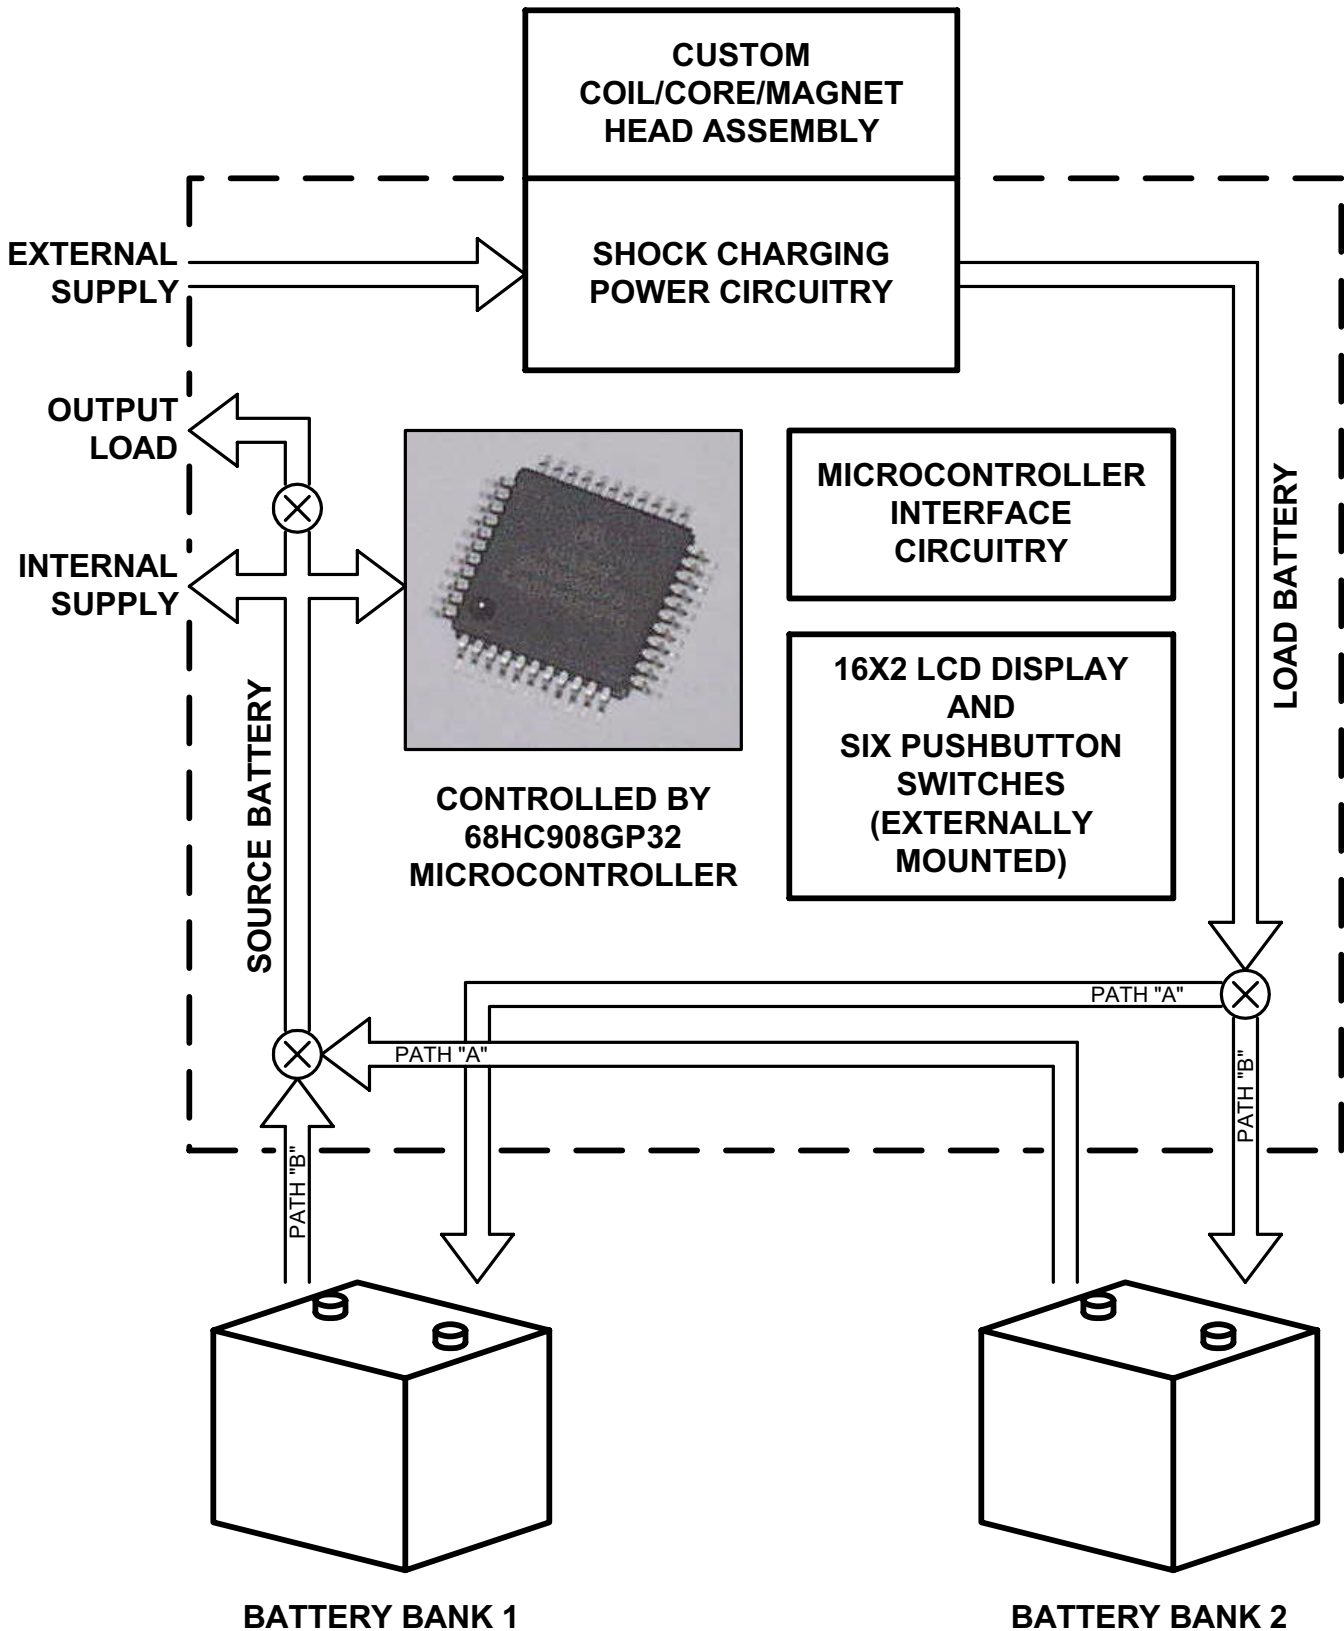 CUSTOM
COIL/CORE/MAGNET
HEAD ASSEMBLY
SHOCK CHARGING
POWER CIRCUITRY
EXTERNAL
SUPPLY
OUTPUT
LOAD
INTERNAL
SUPPLY
MICROCONTROLLER
INTERFACE
CIRCUITRY
16X2 LCD DISPLAY
AND
SIX PUSHBUTTON
SWITCHES
(EXTERNALLY
MOUNTED)
LOAD BATTERY
SOURCE BATTERY
CONTROLLED BY
68HC908GP32
MICROCONTROLLER
PATH "A"
PATH "A"
PATH "B"
PATH "B"
BATTERY BANK 1
BATTERY BANK 2